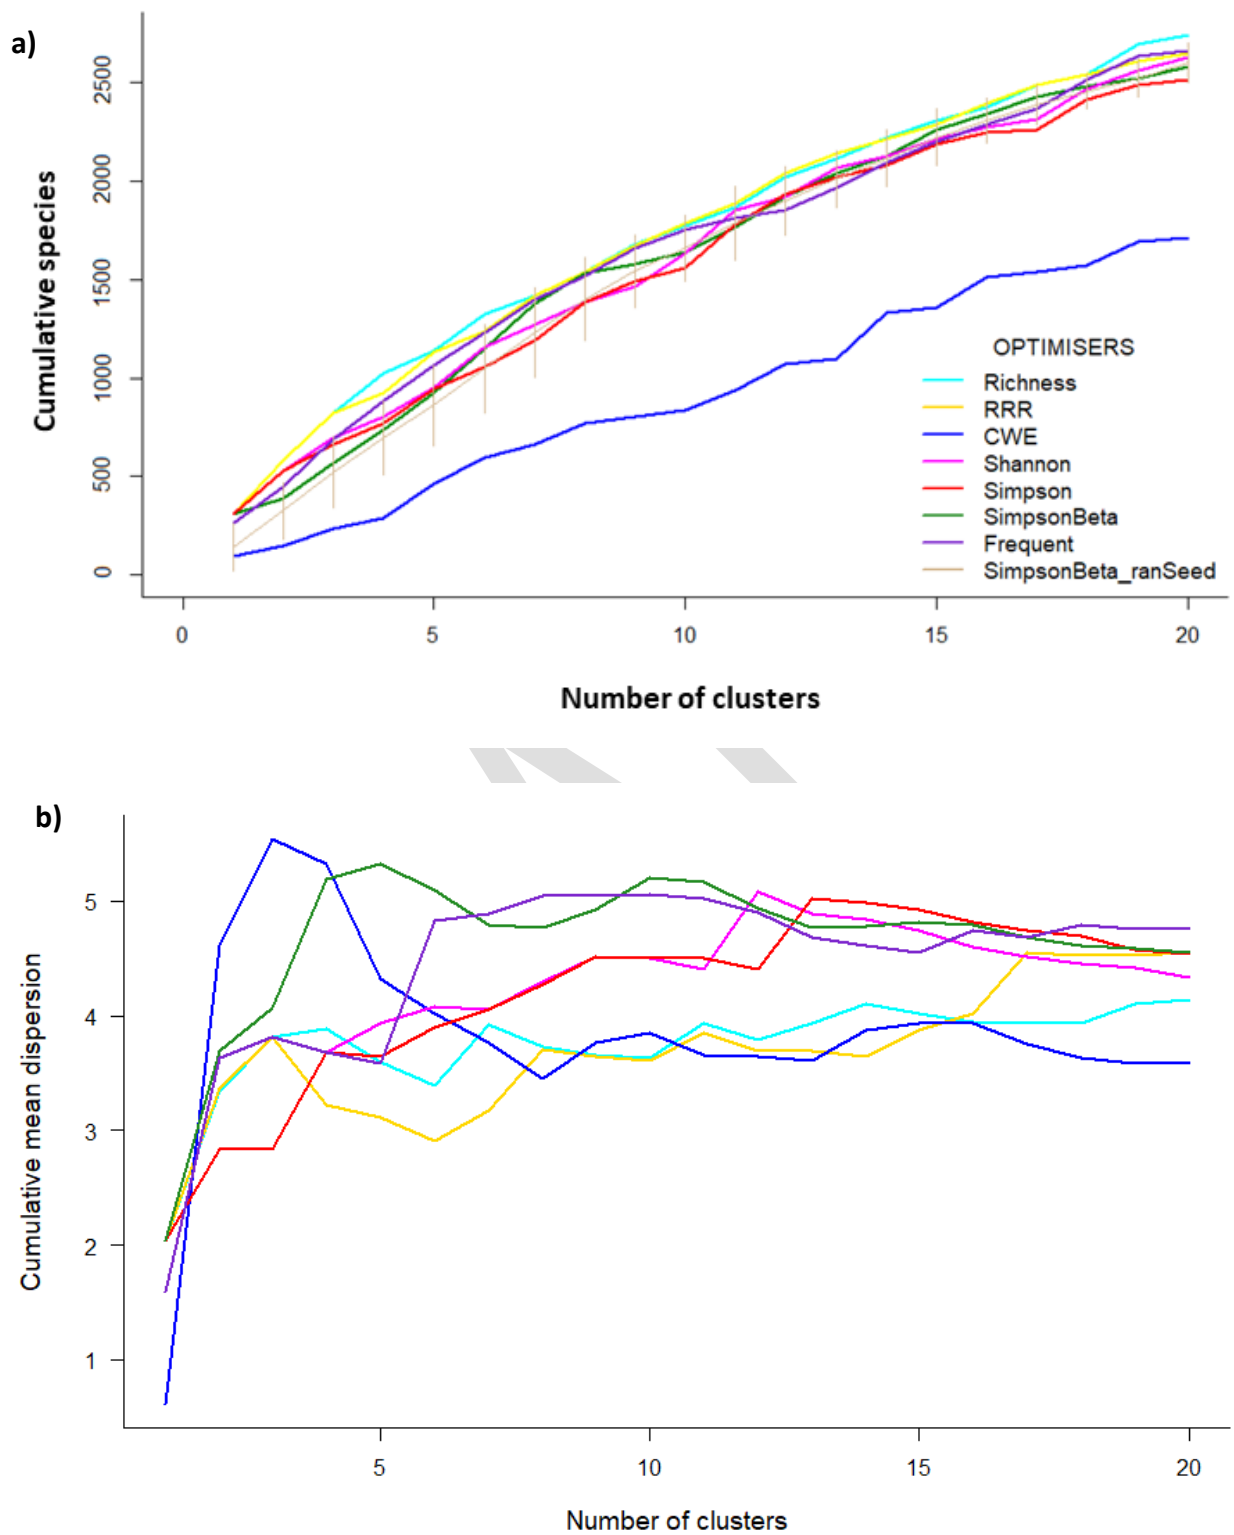 a)
Cumulative species
0
500
1000
1500
2000
2500
0
5
10
15
20
Number of clusters
OPTIMISERS
Richness
RRR
CWE
Shannon
Simpson
SimpsonBeta
Frequent
SimpsonBeta_ranSeed
b)
Cumulative mean dispersion
5
4
3
2
1
5
10
15
20
Number of clusters